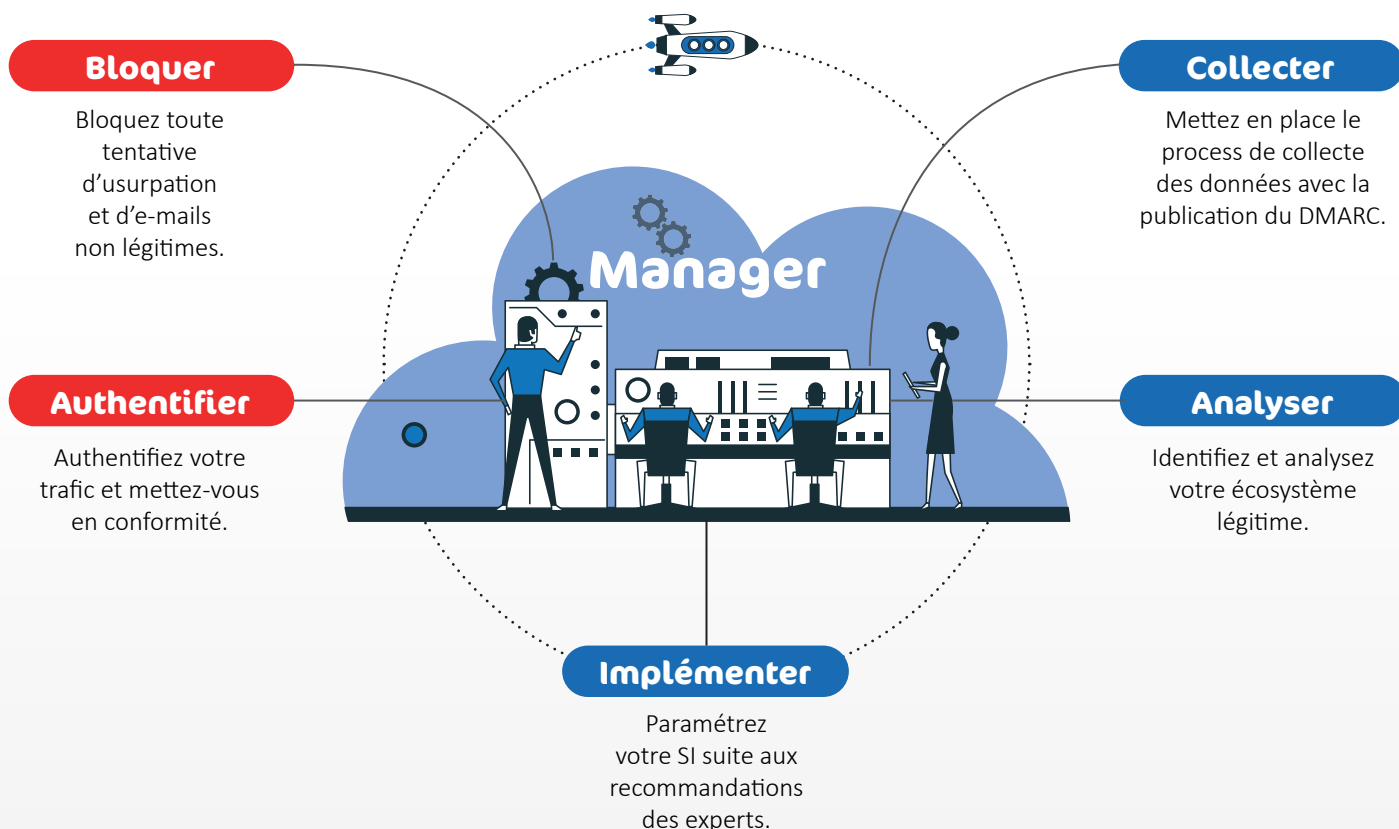 Bloquer
Bloquez toute
tentative
d’usurpation
et d’e-mails
non légitimes.
Collecter
Mettez en place le
process de collecte
des données avec la
publication du DMARC.
Manager
Authentifier
Authentifiez votre
trafic et mettez-vous
en conformité.
Analyser
Identifiez et analysez
votre écosystème
légitime.
Implémenter
Paramétrez
votre SI suite aux
recommandations
des experts.